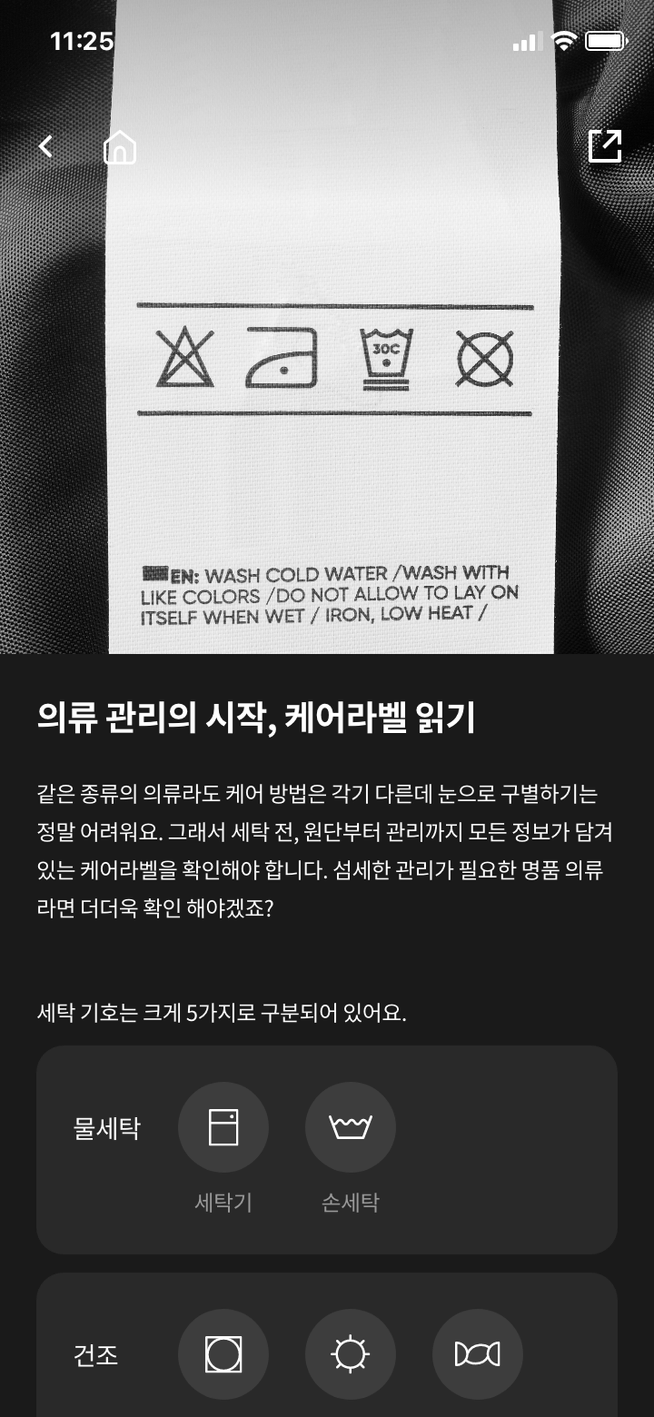 11:25
30C
EN: WASH COLD WATER /WASH WITH
LIKE COLORS /DO NOT ALLOW TO LAY ON
ITSELF WHEN WET / IRON, LOW HEAT /
의류 관리의 시작, 케어라벨 읽기
같은 종류의 의류라도 케어 방법은 각기 다른데 눈으로 구별하기는
정말 어려워요. 그래서 세탁 전, 원단부터 관리까지 모든 정보가 담겨
있는 케어라벨을 확인해야 합니다. 섬세한 관리가 필요한 명품 의류
라면 더더욱 확인 해야겠죠?
세탁 기호는 크게 5가지로 구분되어 있어요.
물세탁
세탁기
손세탁
건조